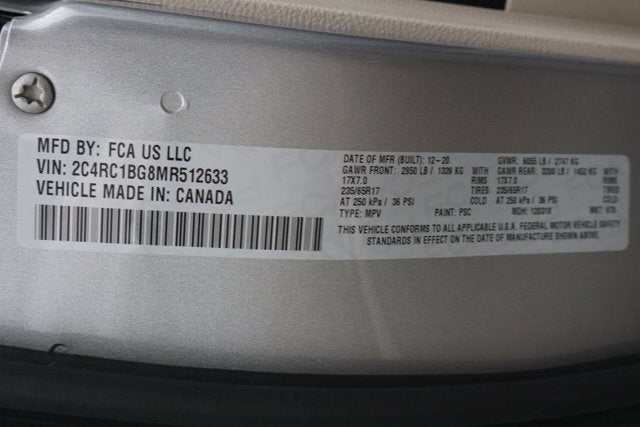 MFD BY: FCA US LLC
VIN: 2C4RC1BG8MR512633
VEHICLE MADE IN: CANADA
DATE OF MFR (BUILT): 12-20 GVWR: 6055 LB / 2747 KG
GAWR FRONT: 2950 LB / 1339 KG WITH GAWR REAR: 3200 LB / 1452 KG WITH
17X7.0 RIMS 17X7.0 RIMS
235/65R17 TIRES 235/65R17 TIRES
AT 250 kPa / 36 PSI COLD AT 250 kPa / 36 PSI COLD
TYPE: MPV PAINT: PSC MDH: 120318 MKT:
THIS VEHICLE CONFORMS TO ALL APPLICABLE U.S.A. FEDERAL MOTOR VEHICLE SAFETY
STANDARDS IN EFFECT ON THE DATE OF MANUFACTURE SHOWN ABOVE.